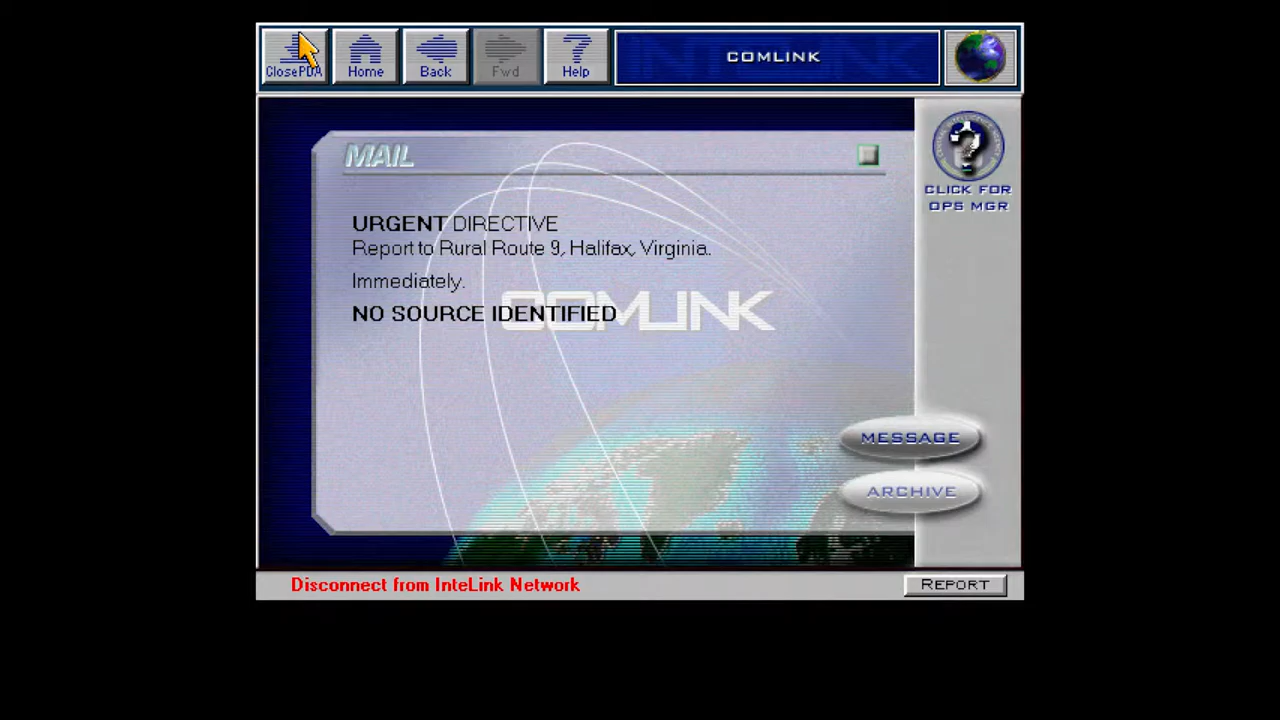 ClosePDA
Home
Back
Fwd
Help
COMLINK
CLICK FOR
OPS MGR
MAIL
URGENT DIRECTIVE
Report to Rural Route 9, Halifax, Virginia.
Immediately.
NO SOURCE IDENTIFIED
COMLINK
MESSAGE
ARCHIVE
Disconnect from InteLink Network
REPORT